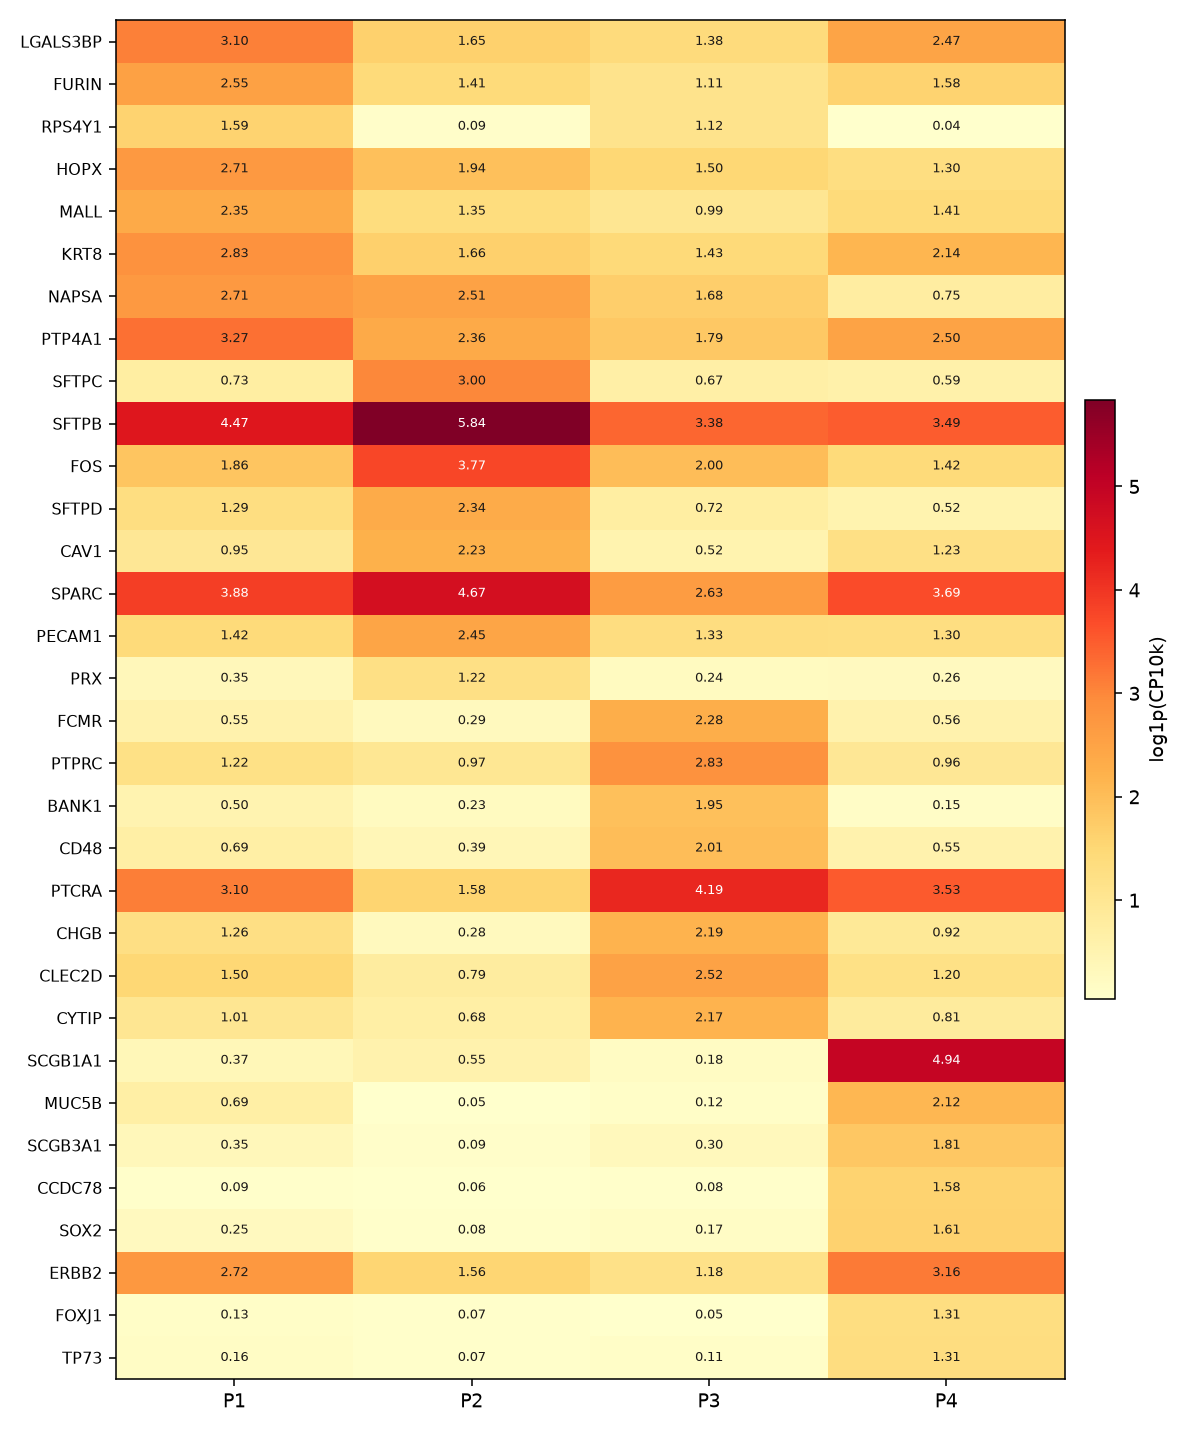 LGALS3BP 3.10 1.65 1.38 2.47
FURIN 2.55 1.41 1.11 1.58
RPS4Y1 1.59 0.09 1.12 0.04
HOPX 2.71 1.94 1.50 1.30
MALL 2.35 1.35 0.99 1.41
KRT8 2.83 1.66 1.43 2.14
NAPSA 2.71 2.51 1.68 0.75
PTP4A1 3.27 2.36 1.79 2.50
SFTPC 0.73 3.00 0.67 0.59
SFTPB 4.47 5.84 3.38 3.49
FOS 1.86 3.77 2.00 1.42
SFTPD 1.29 2.34 0.72 0.52
CAV1 0.95 2.23 0.52 1.23
SPARC 3.88 4.67 2.63 3.69
PECAM1 1.42 2.45 1.33 1.30
PRX 0.35 1.22 0.24 0.26
FCMR 0.55 0.29 2.28 0.56
PTPRC 1.22 0.97 2.83 0.96
BANK1 0.50 0.23 1.95 0.15
CD48 0.69 0.39 2.01 0.55
PTCRA 3.10 1.58 4.19 3.53
CHGB 1.26 0.28 2.19 0.92
CLEC2D 1.50 0.79 2.52 1.20
CYTIP 1.01 0.68 2.17 0.81
SCGB1A1 0.37 0.55 0.18 4.94
MUC5B 0.69 0.05 0.12 2.12
SCGB3A1 0.35 0.09 0.30 1.81
CCDC78 0.09 0.06 0.08 1.58
SOX2 0.25 0.08 0.17 1.61
ERBB2 2.72 1.56 1.18 3.16
FOXJ1 0.13 0.07 0.05 1.31
TP73 0.16 0.07 0.11 1.31
P1 P2 P3 P4
5
4
3
2
1
log1p(CP10k)